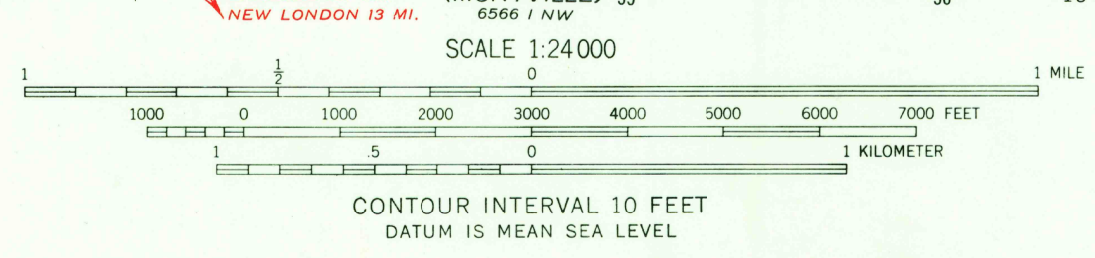 NEW LONDON 13 MI.
6566 I NW
SCALE 1:24 000
1 1/2 0 1 MILE
1000 0 1000 2000 3000 4000 5000 6000 7000 FEET
1 .5 0 1 KILOMETER
CONTOUR INTERVAL 10 FEET
DATUM IS MEAN SEA LEVEL